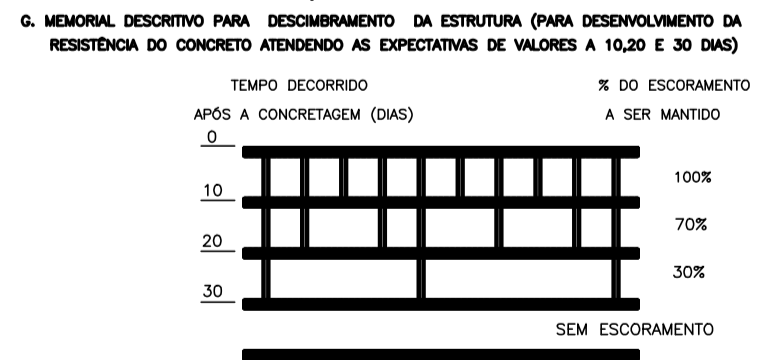 G. MEMORIAL DESCRITIVO PARA DESCIMBRAMENTO DA ESTRUTURA (PARA DESENVOLVIMENTO DA
RESISTÊNCIA DO CONCRETO ATENDENDO AS EXPECTATIVAS DE VALORES A 10,20 E 30 DIAS)
TEMPO DECORRIDO
APÓS A CONCRETAGEM (DIAS)
% DO ESCORAMENTO
A SER MANTIDO
0
100%
10
70%
20
30%
30
SEM ESCORAMENTO